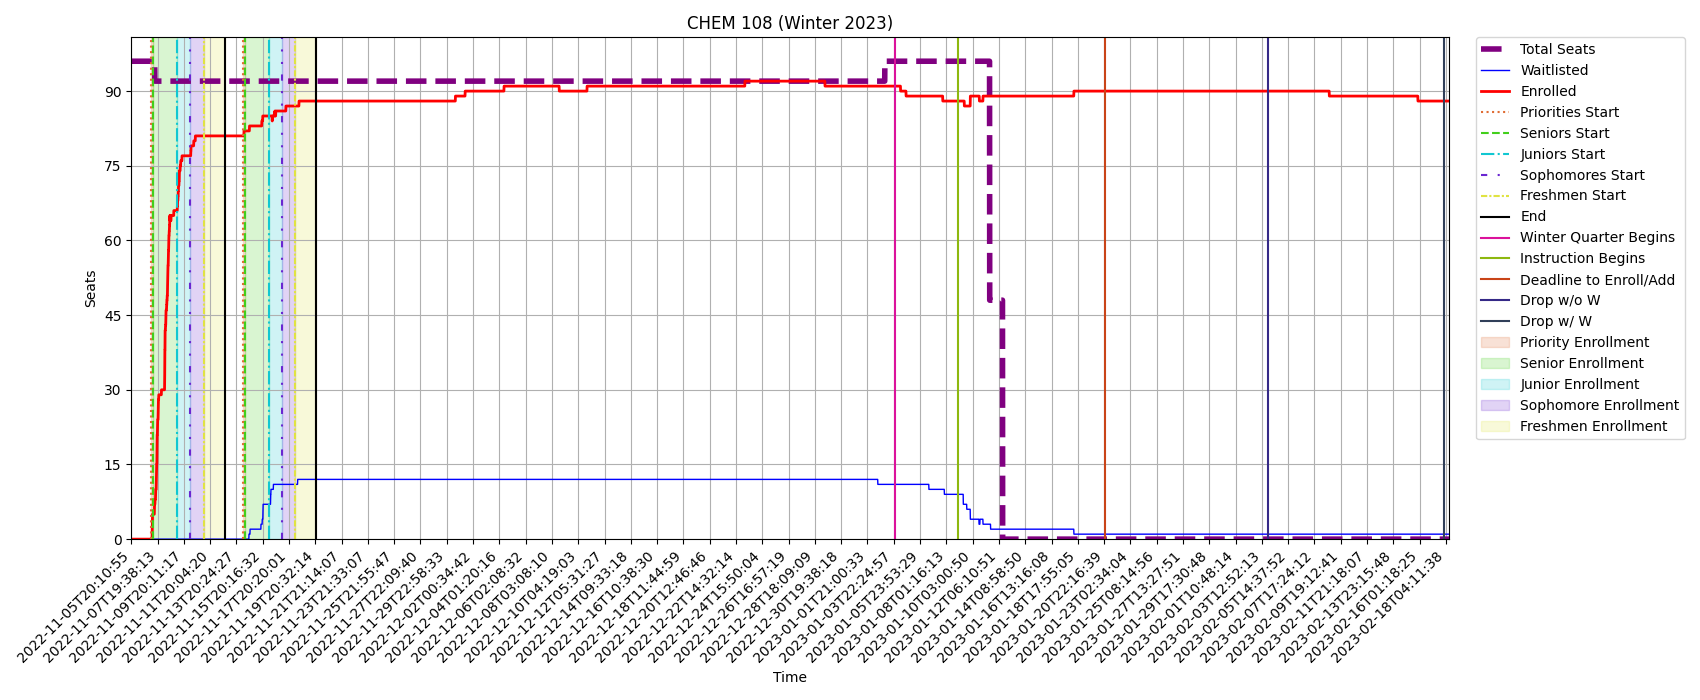 CHEM 108 (Winter 2023)
Seats
90
75
60
45
30
15
0
2022-11-05T20:10:55
2022-11-07T19:38:13
2022-11-09T20:11:17
2022-11-11T20:04:20
2022-11-13T20:24:27
2022-11-15T20:16:32
2022-11-17T20:20:01
2022-11-19T20:32:14
2022-11-21T21:14:07
2022-11-23T21:33:07
2022-11-25T21:55:47
2022-11-27T22:09:40
2022-11-29T22:58:33
2022-12-02T00:34:42
2022-12-04T01:20:16
2022-12-06T02:08:32
2022-12-08T03:08:10
2022-12-10T04:19:03
2022-12-12T05:31:27
2022-12-14T09:33:18
2022-12-16T10:38:30
2022-12-18T11:44:59
2022-12-20T12:46:46
2022-12-22T14:32:14
2022-12-24T15:50:04
2022-12-26T16:57:19
2022-12-28T18:09:09
2022-12-30T19:38:18
2023-01-01T21:00:33
2023-01-03T22:24:57
2023-01-05T23:53:29
2023-01-08T01:16:13
2023-01-10T03:00:50
2023-01-12T06:10:51
2023-01-14T08:58:50
2023-01-16T13:16:08
2023-01-18T17:55:05
2023-01-20T22:16:39
2023-01-23T02:34:04
2023-01-25T08:14:56
2023-01-27T13:27:51
2023-01-29T17:30:48
2023-02-01T10:48:14
2023-02-03T12:52:13
2023-02-05T14:37:52
2023-02-07T17:24:12
2023-02-09T19:12:41
2023-02-11T21:18:07
2023-02-13T23:15:48
2023-02-16T01:18:25
2023-02-18T04:11:38
Time
Total Seats
Waitlisted
Enrolled
Priorities Start
Seniors Start
Juniors Start
Sophomores Start
Freshmen Start
End
Winter Quarter Begins
Instruction Begins
Deadline to Enroll/Add
Drop w/o W
Drop w/ W
Priority Enrollment
Senior Enrollment
Junior Enrollment
Sophomore Enrollment
Freshmen Enrollment